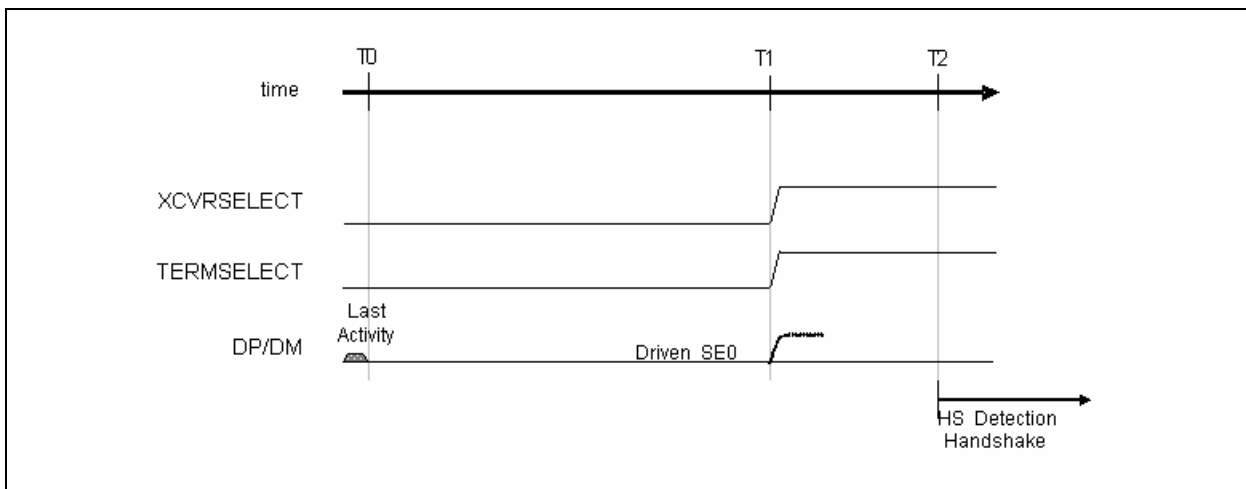 T0 T1 T2
time
XCVRSELECT
TERMSELECT
Last
Activity
DP/DM
Driven SE0
HS Detection
Handshake